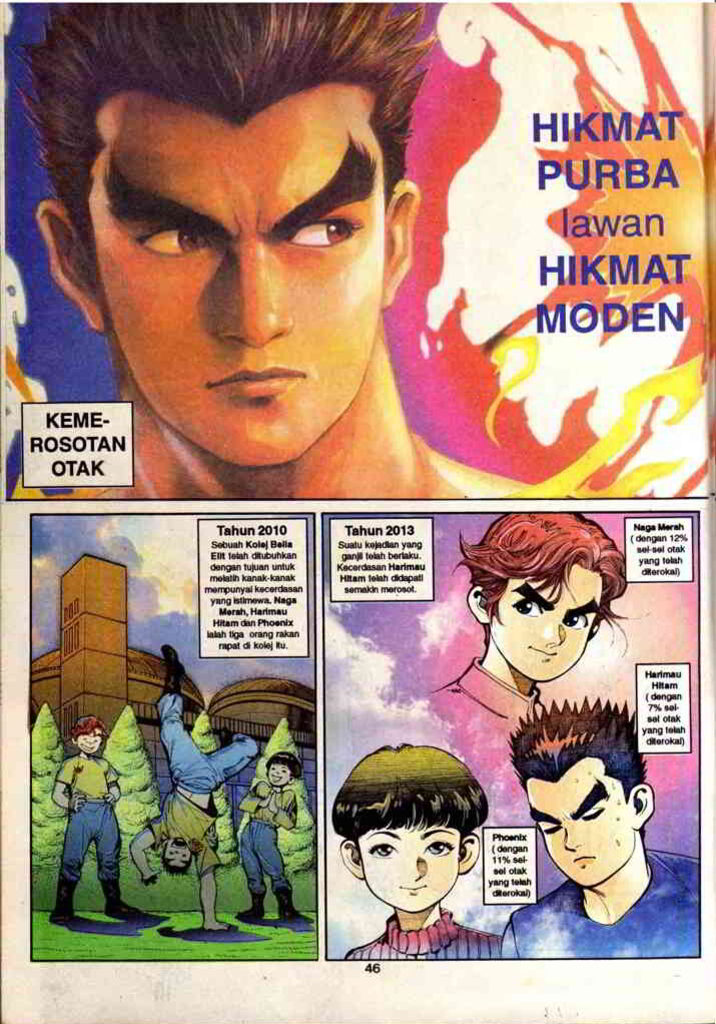 HIKMAT
PURBA
lawan
HIKMAT
MODEN
KEME-
ROSOTAN
OTAK
Tahun 2010
Sebuah Kolej Belia
Elit telah ditubuhkan
dengan tujuan untuk
melatih kanak-kanak
mempunyai kecerdasan
yang istimewa. Naga
Merah, Harimau
Hitam dan Phoenix
ialah tiga orang rakan
rapat di kolej itu.
Tahun 2013
Suatu kejadian yang
ganjil telah berlaku.
Kecerdasan Harimau
Hitam telah didapati
semakin merosot.
Naga Merah
( dengan 12%
sel-sel otak
yang telah
diterokai)
Harimau
Hitam
( dengan
7% sel-
sel otak
yang telah
diterokai)
Phoenix
( dengan
11% sel-
sel otak
yang telah
diterokai)
46